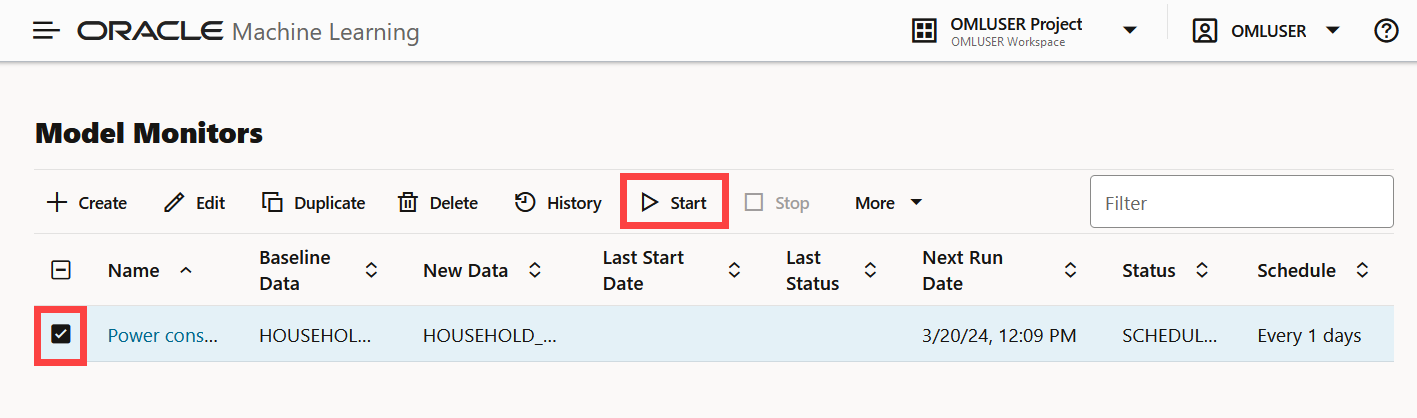 ORACLE Machine Learning
OMLUSER Project
OMLUSER Workspace
OMLUSER
Model Monitors
Create Edit Duplicate Delete History Start Stop More Filter
Name Baseline Data New Data Last Start Date Last Status Next Run Date Status Schedule
Power cons... HOUSEHOL... HOUSEHOLD_... 3/20/24, 12:09 PM SCHEDUL... Every 1 days